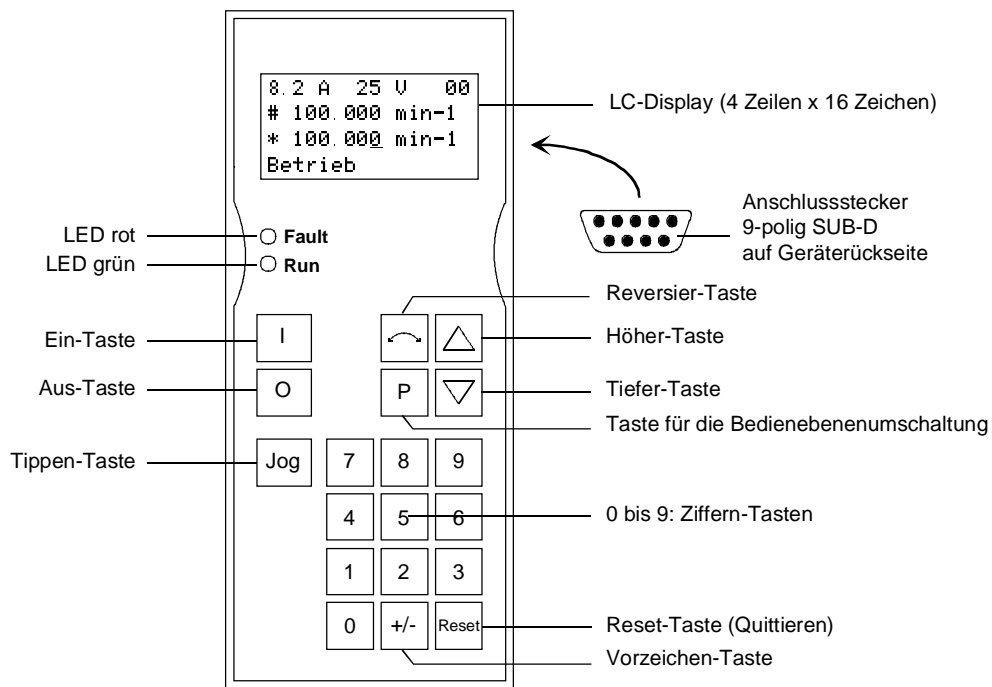 8.2 A 25 V 00
# 100.000 min-1
* 100.000 min-1
Betrieb
LC-Display (4 Zeilen x 16 Zeichen)
Anschlussstecker
9-polig SUB-D
auf Geräterückseite
LED rot
Fault
LED grün
Run
Reversier-Taste
Ein-Taste
I
Höher-Taste
Aus-Taste
O
P
Tiefer-Taste
Taste für die Bedienebenenumschaltung
Tippen-Taste
Jog
7 8 9
4 5 6
0 bis 9: Ziffern-Tasten
1 2 3
0 +/- Reset
Reset-Taste (Quittieren)
Vorzeichen-Taste